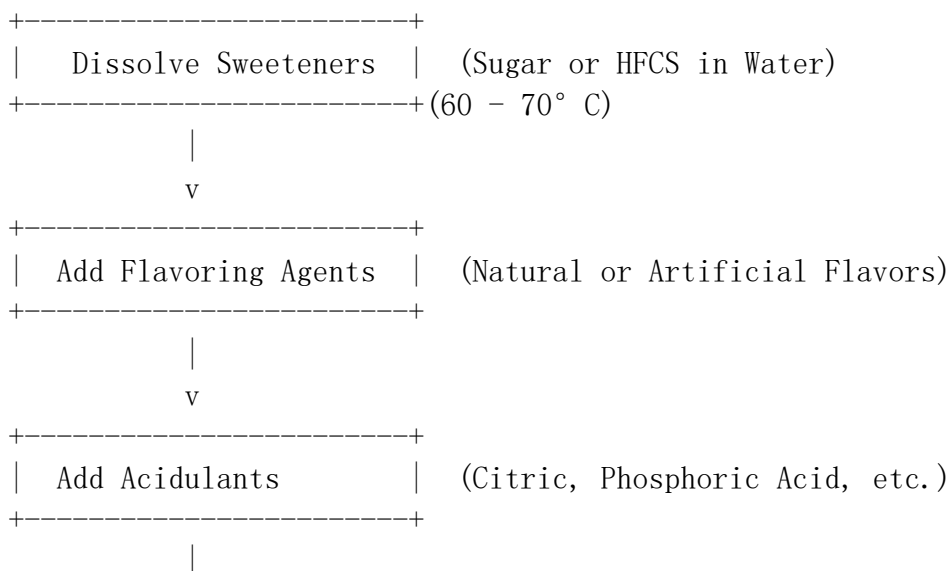 +------------------------+
|   Dissolve Sweeteners  |  (Sugar or HFCS in Water)
+------------------------+(60 - 70° C)
           |
           v
+------------------------+
|  Add Flavoring Agents  |  (Natural or Artificial Flavors)
+------------------------+
           |
           v
+------------------------+
|  Add Acidulants        |  (Citric, Phosphoric Acid, etc.)
+------------------------+
           |